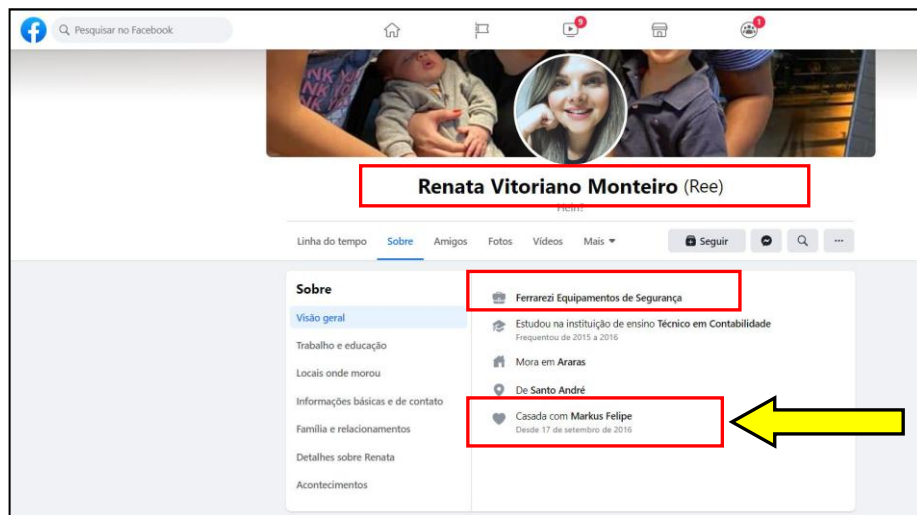 Pesquisar no Facebook
9
1
Renata Vitoriano Monteiro (Ree)
Hein?
Linha do tempo
Sobre
Amigos
Fotos
Vídeos
Mais
Seguir
Sobre
Visão geral
Trabalho e educação
Locais onde morou
Informações básicas e de contato
Família e relacionamentos
Detalhes sobre Renata
Acontecimentos
Ferrarezi Equipamentos de Segurança
Estudou na instituição de ensino Técnico em Contabilidade
Frequentou de 2015 a 2016
Mora em Araras
De Santo André
Casada com Markus Felipe
Desde 17 de setembro de 2016